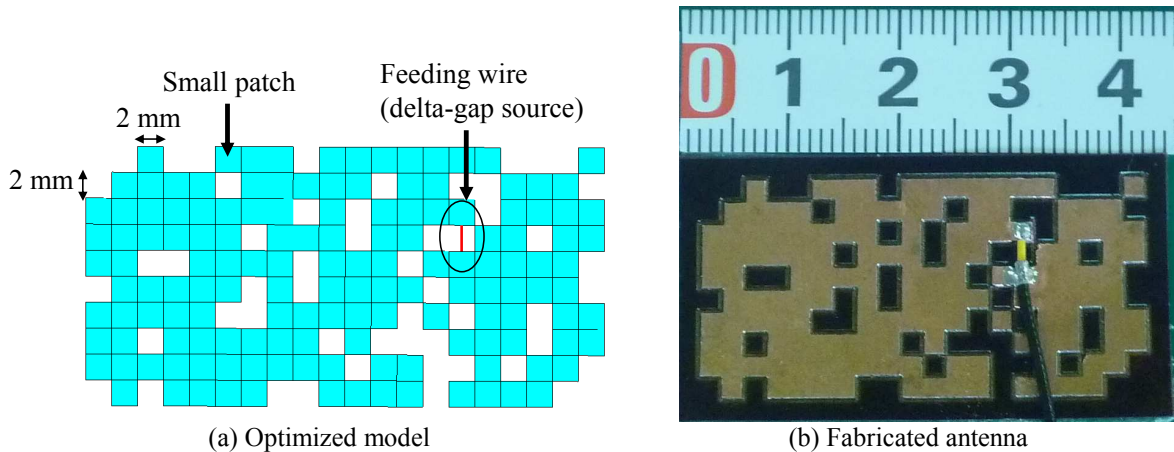 Small patch
Feeding wire
(delta-gap source)
2 mm
2 mm
0 1 2 3 4
(a) Optimized model
(b) Fabricated antenna